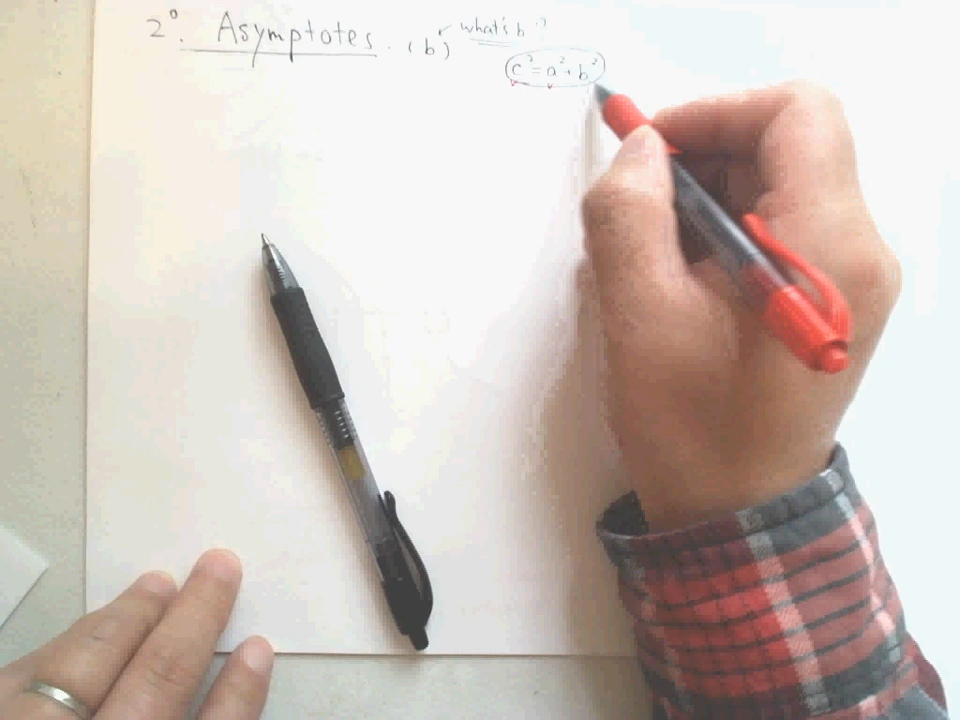 2°. Asymptotes. (b) what's b?
c² = a² + b²